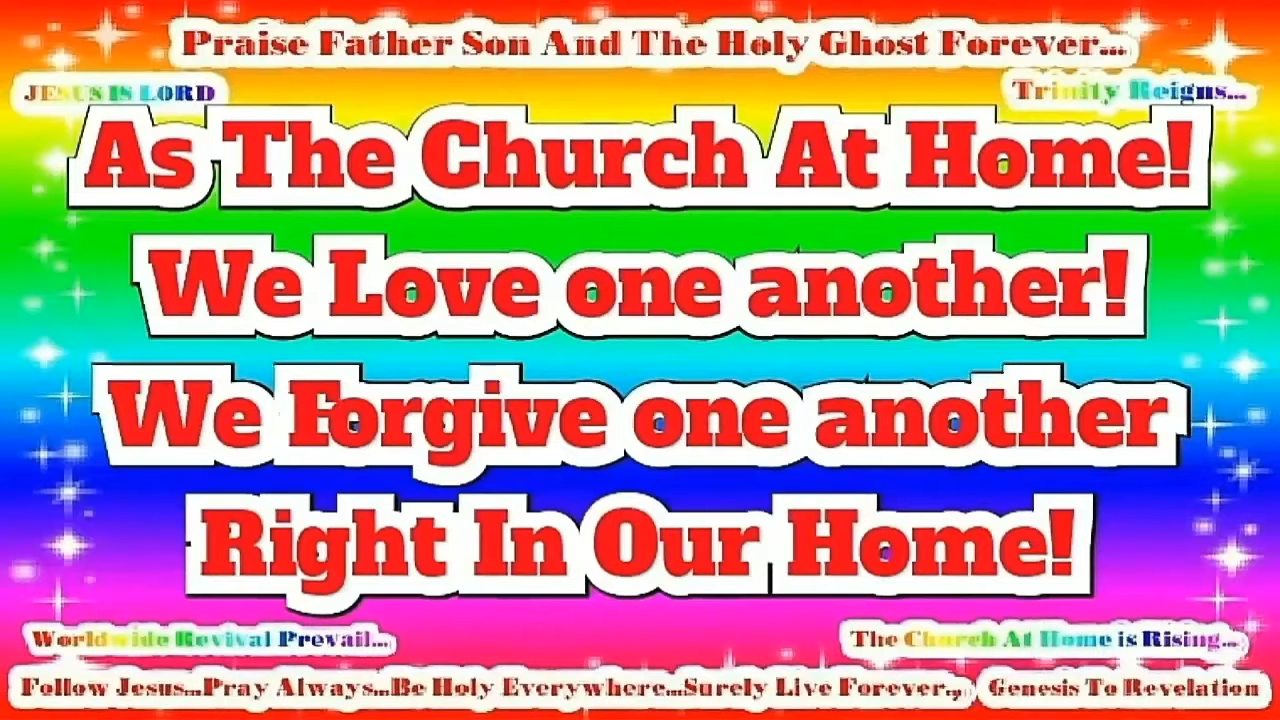 Praise Father Son And The Holy Ghost Forever...
JESUS IS LORD
Trinity Reigns...
As The Church At Home!
We Love one another!
We Forgive one another
Right In Our Home!
Worldwide Revival Prevail...
The Church At Home is Rising...
Follow Jesus...Pray Always...Be Holy Everywhere...Surely Live Forever..,
Genesis To Revelation